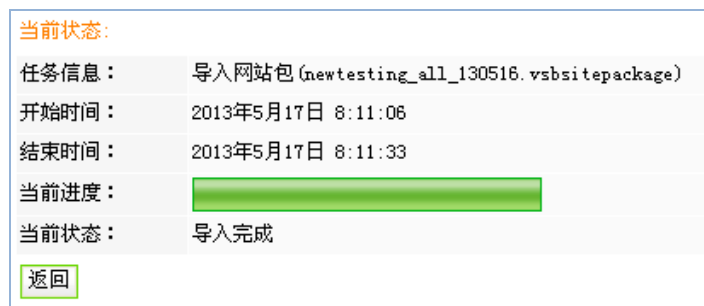 当前状态:
任务信息： 导入网站包(newtesting_all_130516.vsbsitepackage)
开始时间： 2013年5月17日 8:11:06
结束时间： 2013年5月17日 8:11:33
当前进度：
当前状态： 导入完成
返回